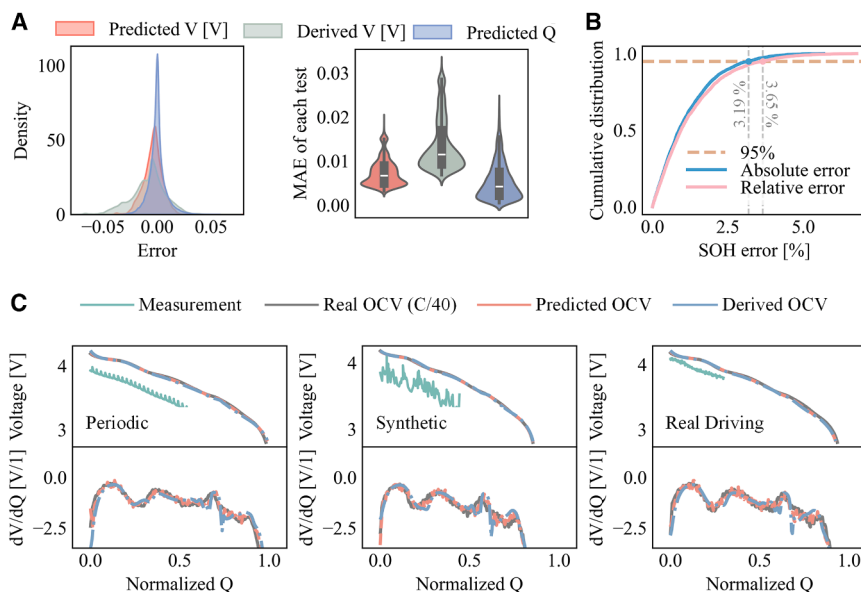 A
Predicted V [V]
Derived V [V]
Predicted Q
Density
100
50
0
−0.05
0.00
0.05
Error
MAE of each test
0.03
0.02
0.01
0.00
B
Cumulative distribution
1.0
0.5
0.0
3.19 %
3.65 %
95%
Absolute error
Relative error
0.0
2.5
5.0
SOH error [%]
C
Measurement
Real OCV (C/40)
Predicted OCV
Derived OCV
Voltage [V]
4
3
Periodic
dV/dQ [V/1]
0.0
−2.5
0.0
0.5
1.0
Normalized Q
Voltage [V]
4
3
Synthetic
dV/dQ [V/1]
0.0
−2.5
0.0
0.5
1.0
Normalized Q
Voltage [V]
4
3
Real Driving
dV/dQ [V/1]
0.0
−2.5
0.0
0.5
1.0
Normalized Q